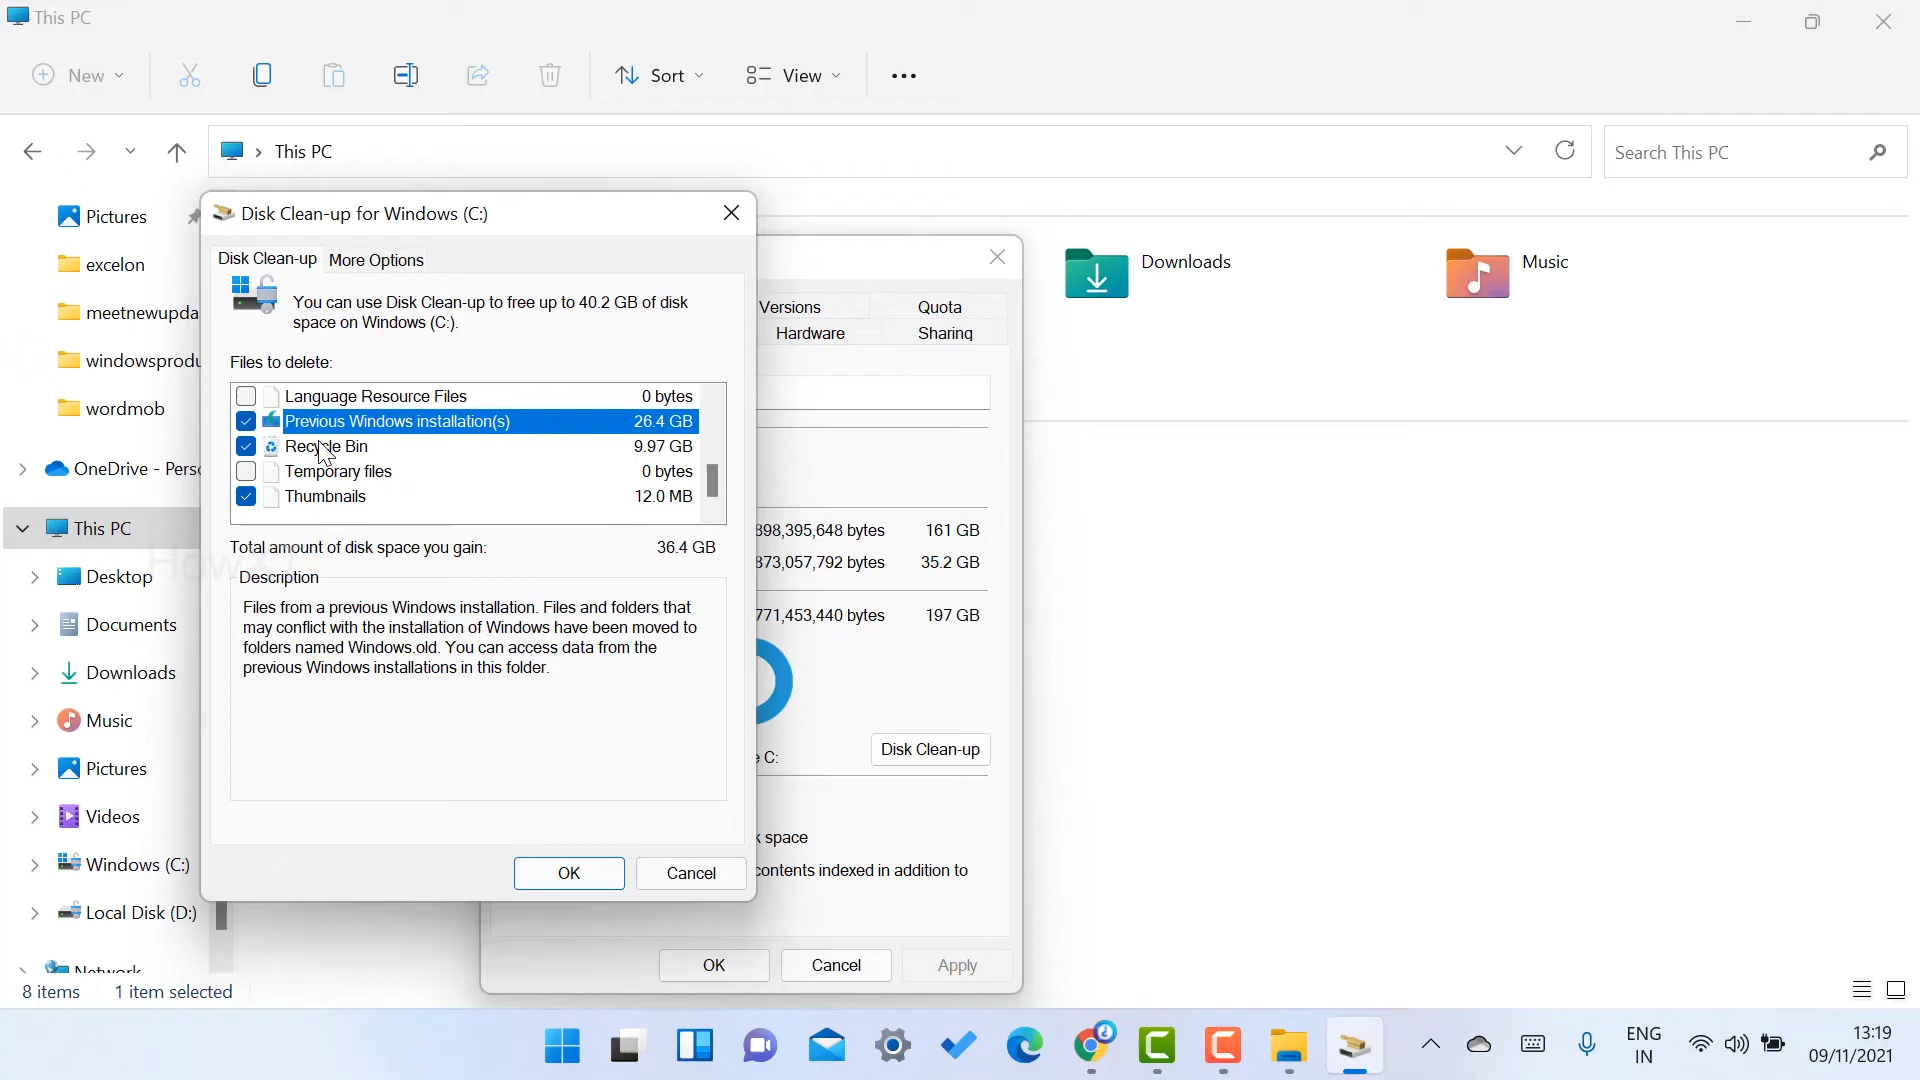 This PC
New
Sort
View
This PC
Search This PC
Pictures
excelon
meetnewupda
windowsprodu
wordmob
OneDrive - Pers
This PC
Desktop
Documents
Downloads
Music
Pictures
Videos
Windows (C:)
Local Disk (D:)
Network
8 items 1 item selected
Disk Clean-up for Windows (C:)
Disk Clean-up More Options
You can use Disk Clean-up to free up to 40.2 GB of disk
space on Windows (C:).
Files to delete:
Language Resource Files 0 bytes
Previous Windows installation(s) 26.4 GB
Recycle Bin 9.97 GB
Temporary files 0 bytes
Thumbnails 12.0 MB
Total amount of disk space you gain: 36.4 GB
Description
Files from a previous Windows installation. Files and folders that
may conflict with the installation of Windows have been moved to
folders named Windows.old. You can access data from the
previous Windows installations in this folder.
OK Cancel
Versions Quota
Hardware Sharing
898,395,648 bytes 161 GB
873,057,792 bytes 35.2 GB
771,453,440 bytes 197 GB
e C: Disk Clean-up
k space
contents indexed in addition to
OK Cancel Apply
Downloads
Music
ENG
IN
13:19
09/11/2021